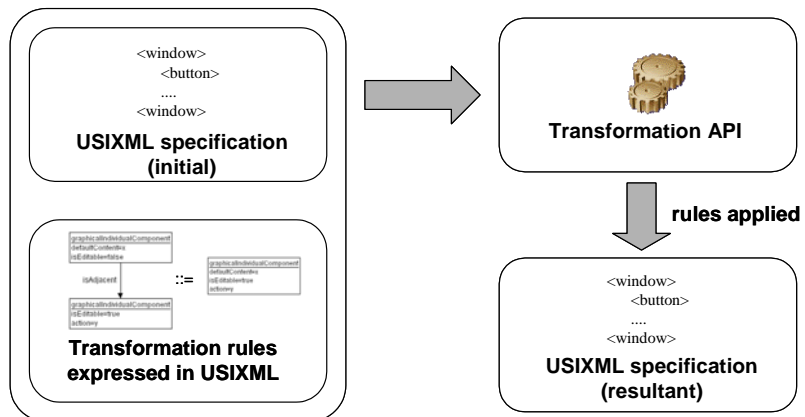 <window>
<button>
....
<window>
USIXML specification
(initial)
graphicalIndividualComponent
defaultContent=x
isEditable=false
isAdjacent
graphicalIndividualComponent
isEditable=true
action=y
::=
graphicalIndividualComponent
defaultContent=x
isEditable=true
action=y
Transformation rules
expressed in USIXML
Transformation API
rules applied
<window>
<button>
....
<window>
USIXML specification
(resultant)